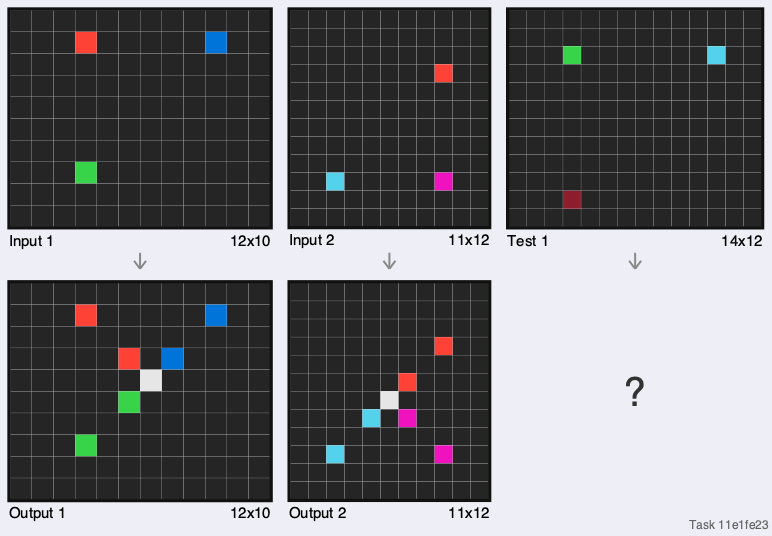 Input 1 12x10
Input 2 11x12
Test 1 14x12
Output 1 12x10
Output 2 11x12
?
Task 11e1fe23